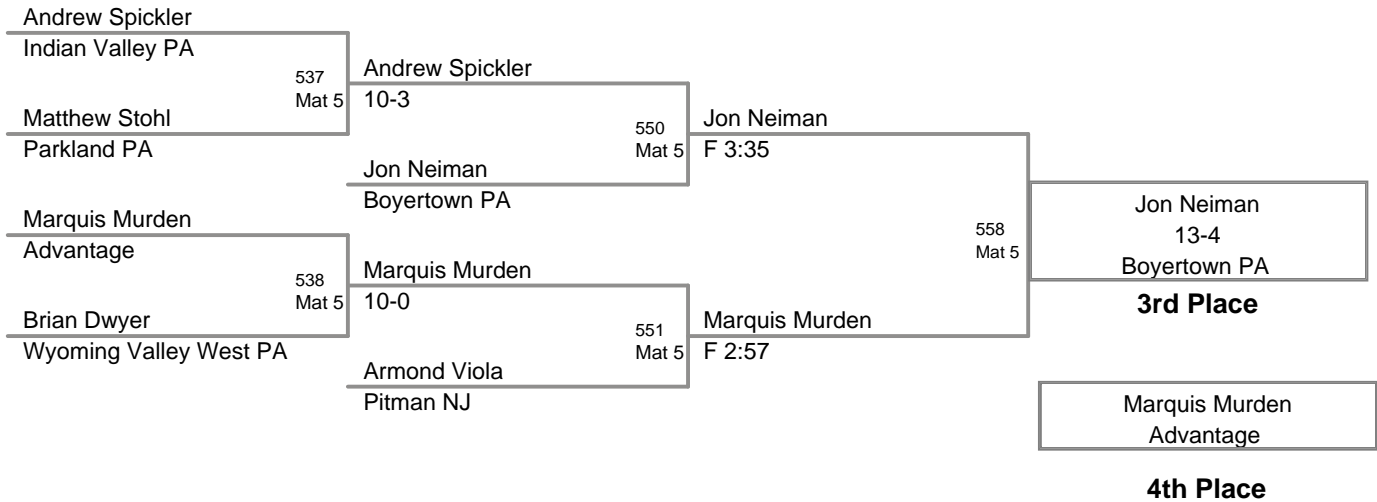 Andrew Spickler
Indian Valley PA
537
Mat 5
Andrew Spickler
10-3
Matthew Stohl
Parkland PA
550
Mat 5
Jon Neiman
F 3:35
Jon Neiman
Boyertown PA
Marquis Murden
Advantage
558
Mat 5
Jon Neiman
13-4
Boyertown PA
3rd Place
538
Mat 5
Marquis Murden
10-0
Brian Dwyer
Wyoming Valley West PA
551
Mat 5
Marquis Murden
F 2:57
Armond Viola
Pitman NJ
Marquis Murden
Advantage
4th Place